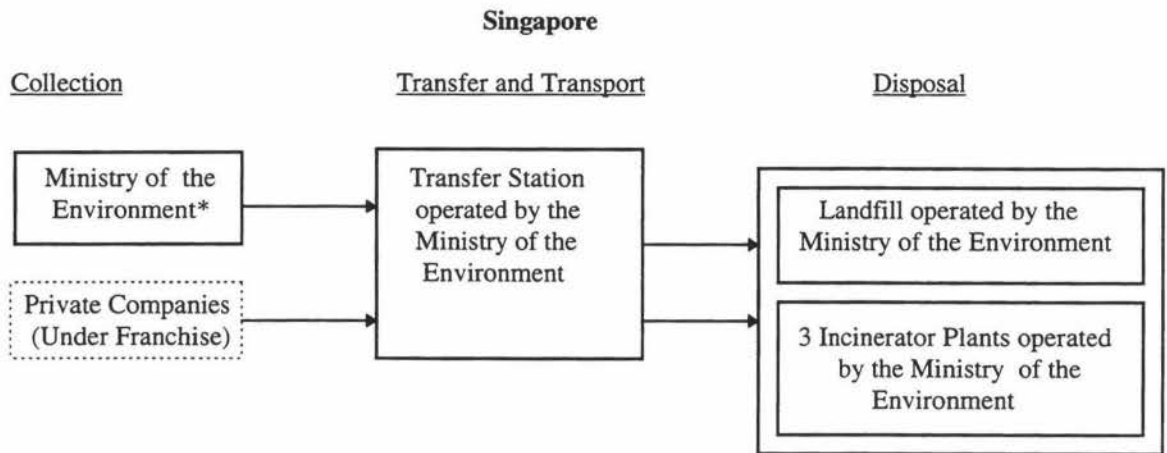 Singapore
Collection
Transfer and Transport
Disposal
Ministry of the
Environment*
Private Companies
(Under Franchise)
Transfer Station
operated by the
Ministry of the
Environment
Landfill operated by the
Ministry of the Environment
3 Incinerator Plants operated
by the Ministry of the
Environment